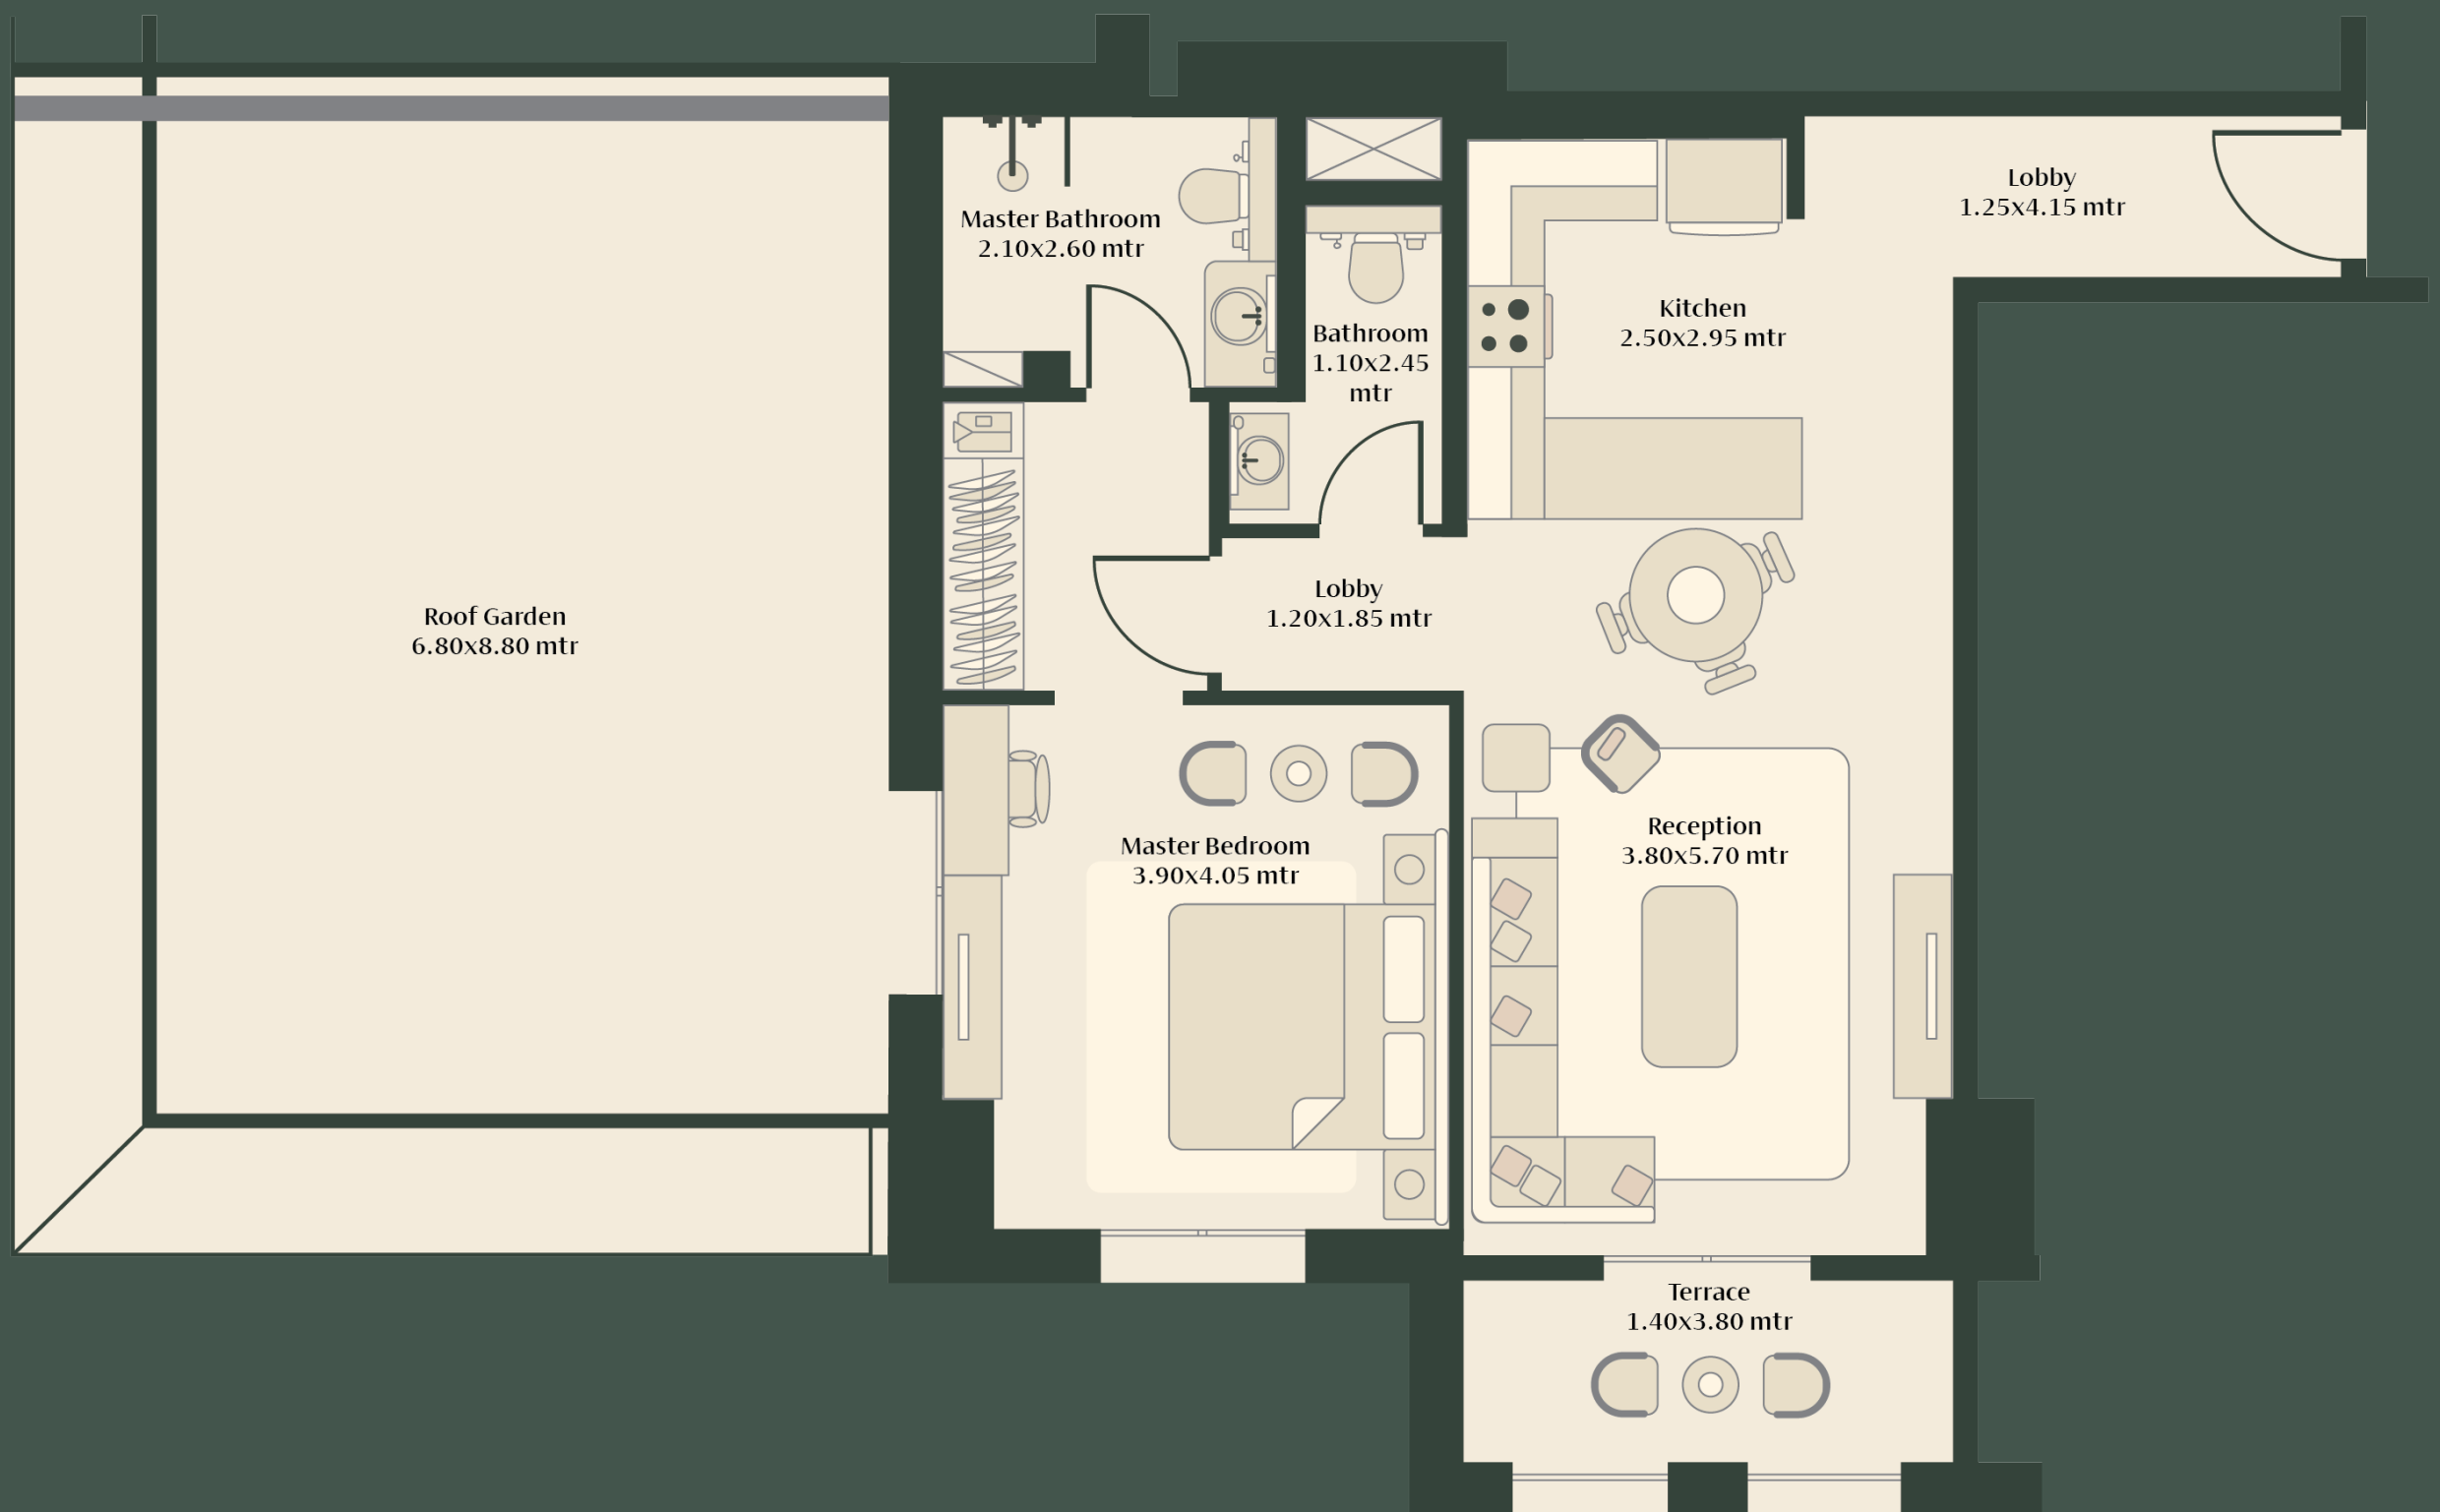 Lobby
1.25x4.15 mtr
Master Bathroom
2.10x2.60 mtr
Kitchen
2.50x2.95 mtr
Bathroom
1.10x2.45
mtr
Lobby
1.20x1.85 mtr
Roof Garden
6.80x8.80 mtr
Reception
3.80x5.70 mtr
Master Bedroom
3.90x4.05 mtr
Terrace
1.40x3.80 mtr